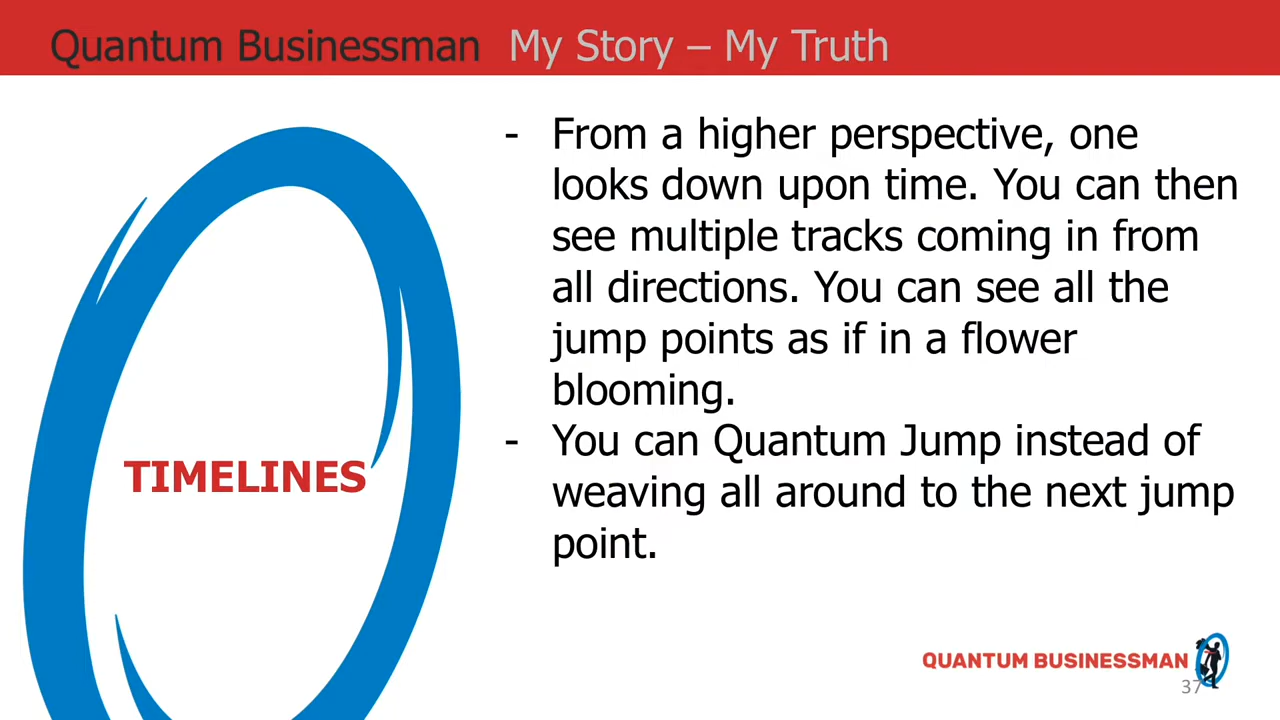 Quantum Businessman My Story – My Truth
- From a higher perspective, one
looks down upon time. You can then
see multiple tracks coming in from
all directions. You can see all the
jump points as if in a flower
blooming.
- You can Quantum Jump instead of
weaving all around to the next jump
point.
TIMELINES
QUANTUM BUSINESSMAN
37